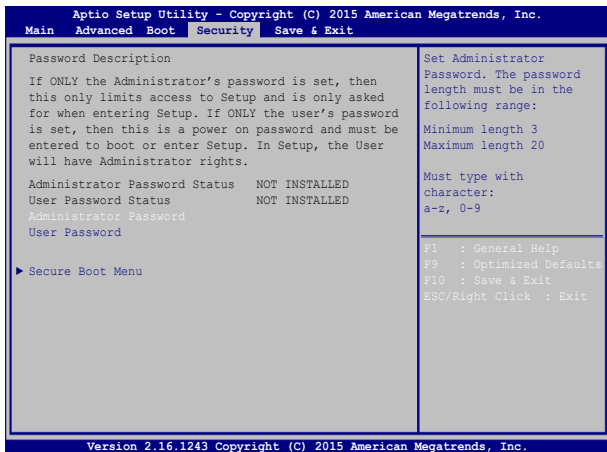 Aptio Setup Utility - Copyright (C) 2015 American Megatrends, Inc.
Main Advanced Boot Security Save & Exit
Password Description
If ONLY the Administrator's password is set, then
this only limits access to Setup and is only asked
for when entering Setup. If ONLY the user's password
is set, then this is a power on password and must be
entered to boot or enter Setup. In Setup, the User
will have Administrator rights.
Administrator Password Status NOT INSTALLED
User Password Status NOT INSTALLED
Administrator Password
User Password
Secure Boot Menu
Set Administrator
Password. The password
length must be in the
following range:
Minimum length 3
Maximum length 20
Must type with
character:
a-z, 0-9
F1 : General Help
F9 : Optimized Defaults
F10 : Save & Exit
ESC/Right Click : Exit
Version 2.16.1243 Copyright (C) 2015 American Megatrends, Inc.